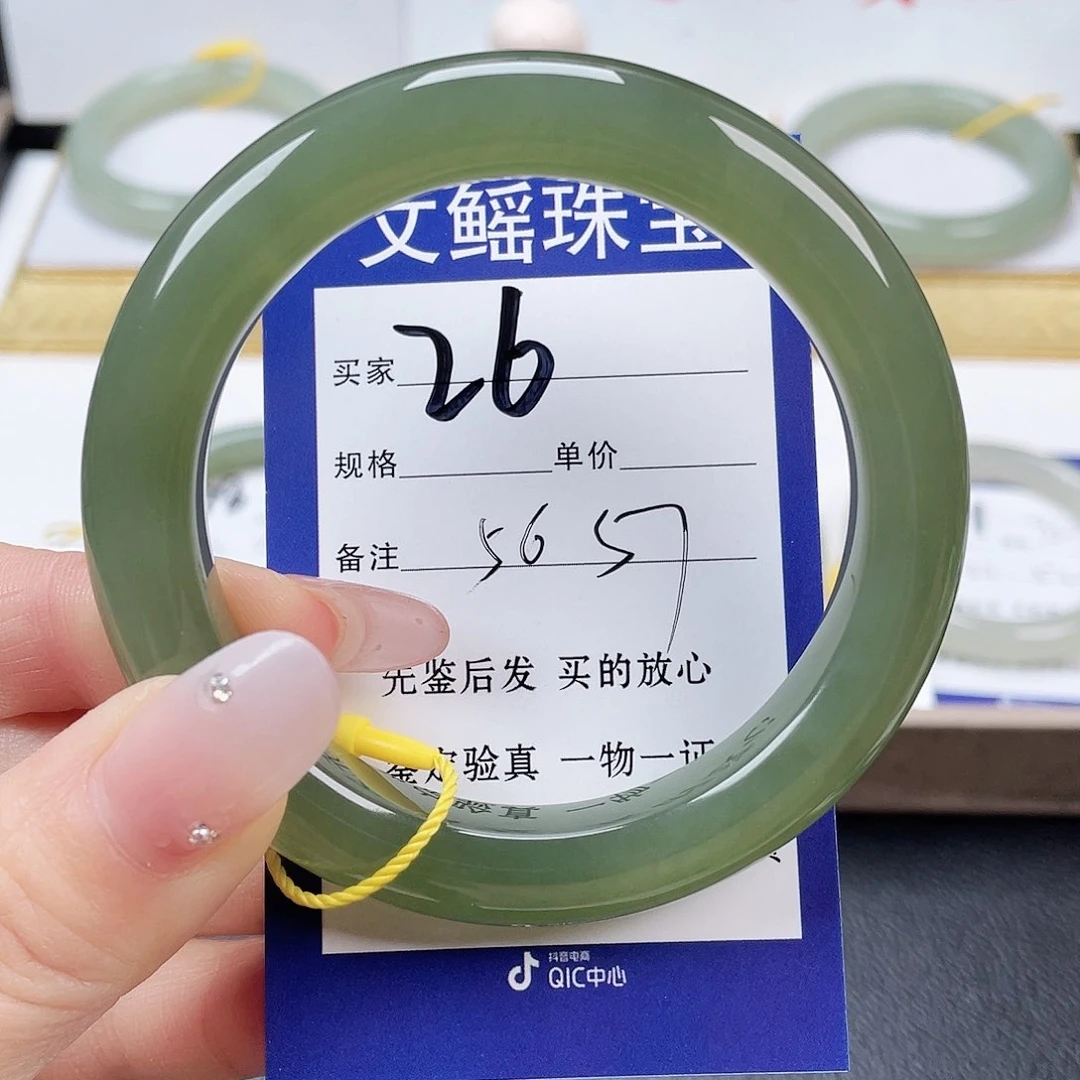 文鳐珠宝
买家 26
规格 单价
备注 56 57
先鉴后发 买的放心
鉴定验真 一物一证
抖音电商
QIC中心